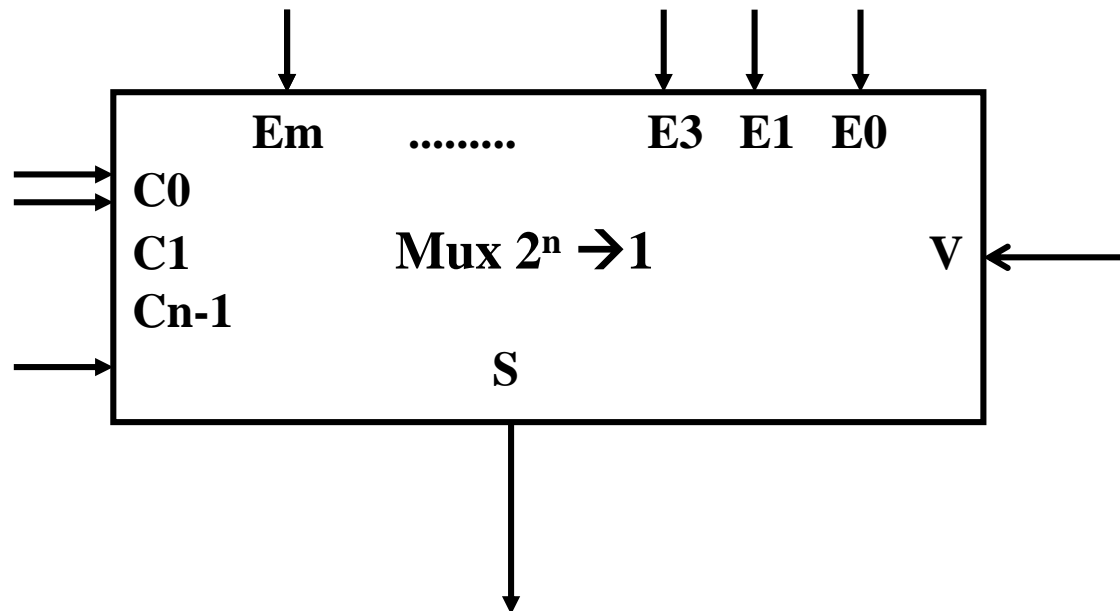 Em ......... E3 E1 E0
C0
C1 Mux 2ⁿ →1 V
Cn-1
S